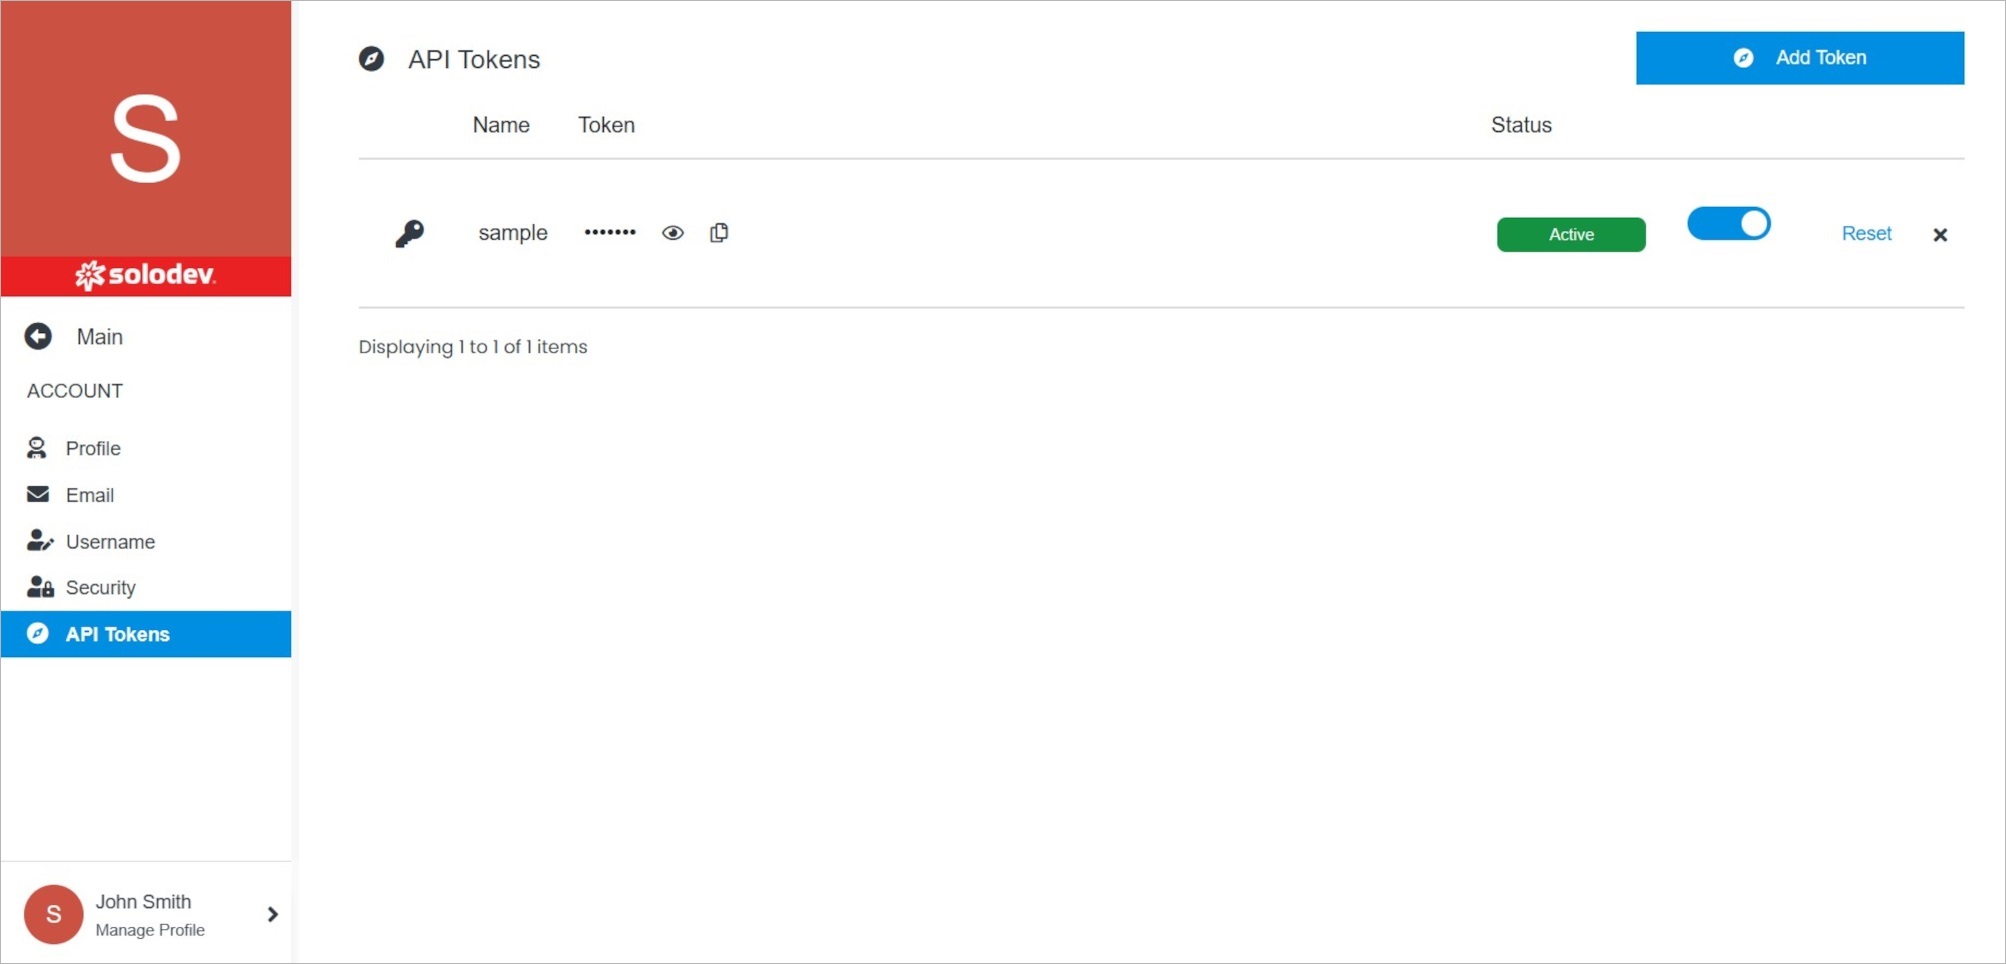 S
solodev
Main
ACCOUNT
Profile
Email
Username
Security
API Tokens
S
John Smith
Manage Profile
API Tokens
Add Token
Name Token Status
sample ••••••• Active Reset
Displaying 1 to 1 of 1 items